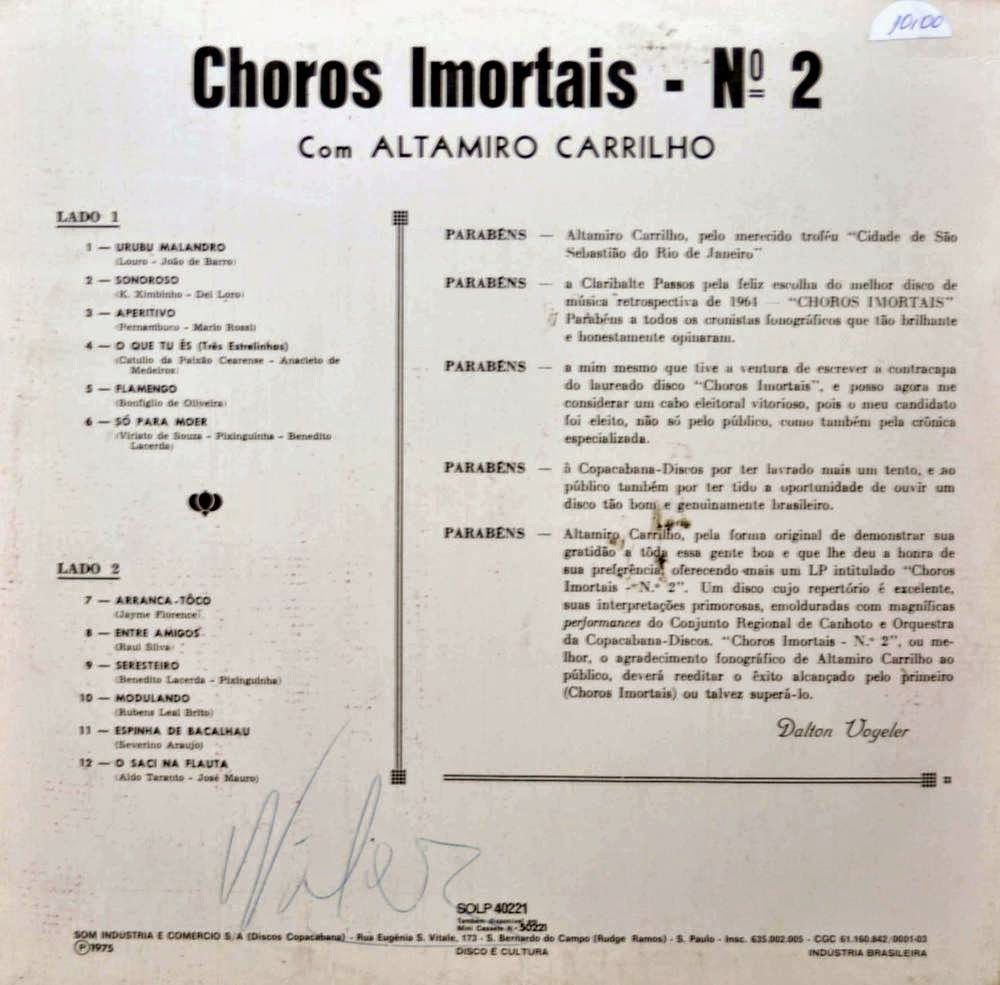 10,00
Choros Imortais - Nº 2
Com ALTAMIRO CARRILHO
LADO 1
1 — URUBU MALANDRO
(Louro - João de Barro)
2 — SONOROSO
(K. Ximbinho - Del Loro)
3 — APERITIVO
(Pernambuco - Mario Rossi)
4 — O QUE TU ÉS (Três Estrelinhas)
(Catullo da Paixão Cearense - Anacleto de
Medeiros)
5 — FLAMENGO
(Bonfiglio de Oliveira)
6 — SÓ PARA MOER
(Viriato de Souza - Pixinguinha - Benedito
Lacerda)
LADO 2
7 — ARRANCA-TÔCO
(Jayme Florence)
8 — ENTRE AMIGOS
(Raul Silva)
9 — SERESTEIRO
(Benedito Lacerda - Pixinguinha)
10 — MODULANDO
(Rubens Leal Brito)
11 — ESPINHA DE BACALHAU
(Severino Araujo)
12 — O SACI NA FLAUTA
(Aldo Taranto - José Mauro)
PARABÉNS — Altamiro Carrilho, pelo merecido troféu "Cidade de São
Sebastião do Rio de Janeiro"
PARABÉNS — a Claribalte Passos pela feliz escolha do melhor disco de
música retrospectiva de 1964 — "CHOROS IMORTAIS"
Parabéns a todos os cronistas fonográficos que tão brilhante
e honestamente opinaram.
PARABÉNS — a mim mesmo que tive a ventura de escrever a contracapa
do laureado disco "Choros Imortais", e posso agora me
considerar um cabo eleitoral vitorioso, pois o meu candidato
foi eleito, não só pelo público, como também pela crônica
especializada.
PARABÉNS — à Copacabana-Discos por ter lavrado mais um tento, e ao
público também por ter tido a oportunidade de ouvir um
disco tão bom e genuinamente brasileiro.
PARABÉNS — Altamiro Carrilho, pela forma original de demonstrar sua
gratidão a tôda essa gente boa e que lhe deu a honra de
sua preferência, oferecendo mais um LP intitulado "Choros
Imortais - N.º 2". Um disco cujo repertório é excelente,
suas interpretações primorosas, emolduradas com magníficas
performances do Conjunto Regional de Canhoto e Orquestra
da Copacabana-Discos. "Choros Imortais - N.º 2", ou me-
lhor, o agradecimento fonográfico de Altamiro Carrilho ao
público, deverá reeditar o êxito alcançado pelo primeiro
(Choros Imortais) ou talvez superá-lo.
Dalton Vogeler
SOLP 40221
Também disponível em
Mini Cassete n.º 50221
SOM INDÚSTRIA E COMERCIO S/A (Discos Copacabana) - Rua Eugênia S. Vitale, 173 - S. Bernardo do Campo (Rudge Ramos) - S. Paulo - Insc. 635.002.005 - CGC 61.160.842/0001-03
Ⓟ1975
DISCO É CULTURA
INDÚSTRIA BRASILEIRA